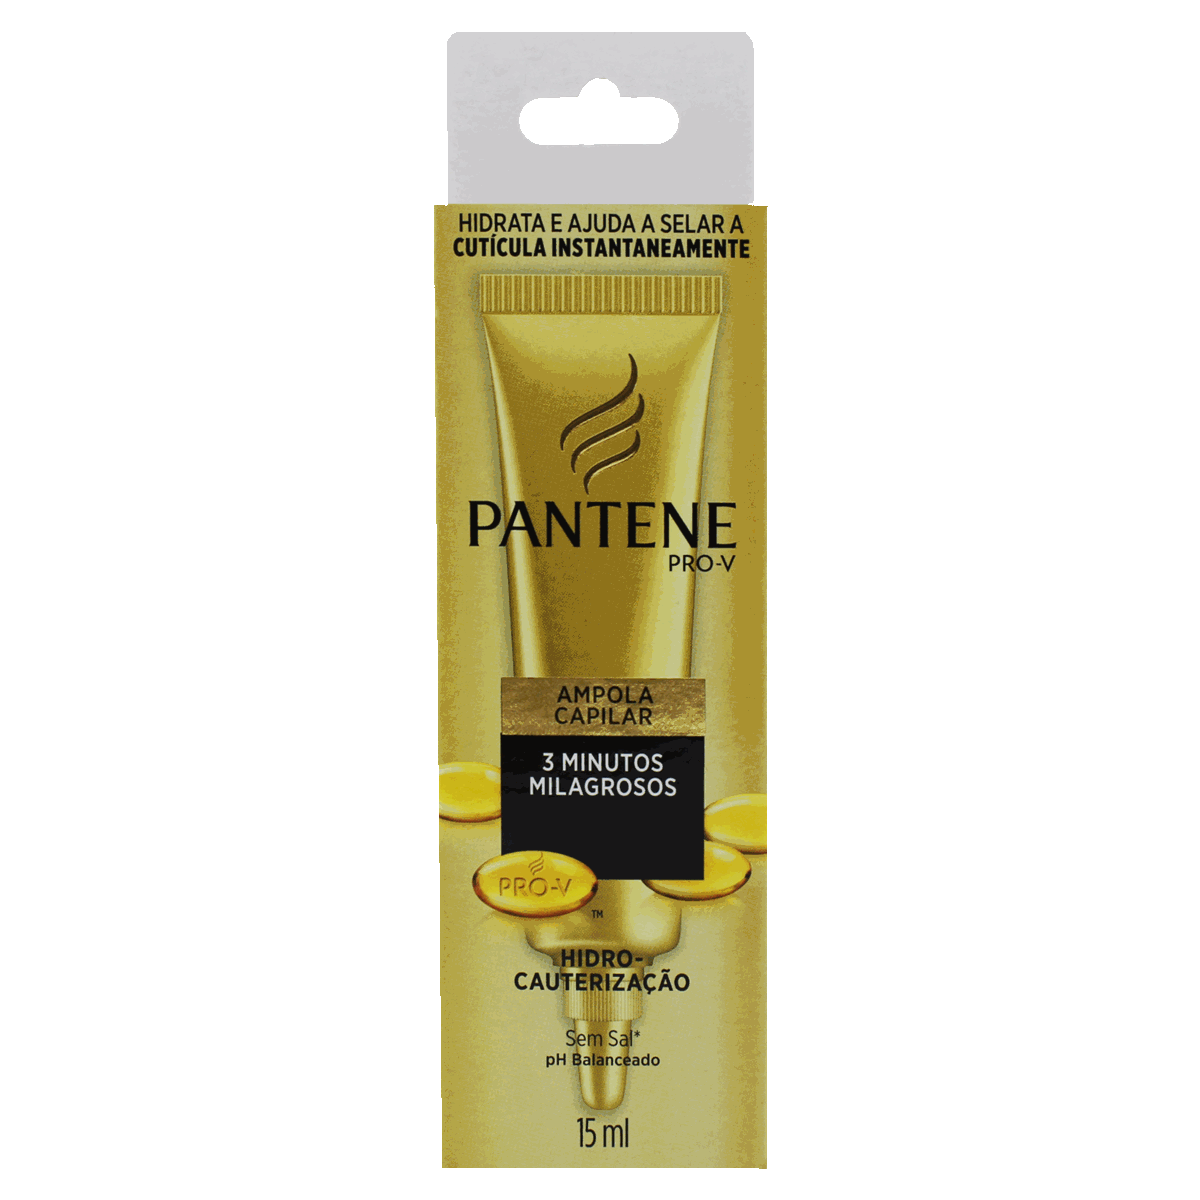 HIDRATA E AJUDA A SELAR A
CUTÍCULA INSTANTANEAMENTE
PANTENE
PRO-V
AMPOLA
CAPILAR
3 MINUTOS
MILAGROSOS
PRO-V
TM
HIDRO-
CAUTERIZAÇÃO
Sem Sal*
pH Balanceado
15 ml